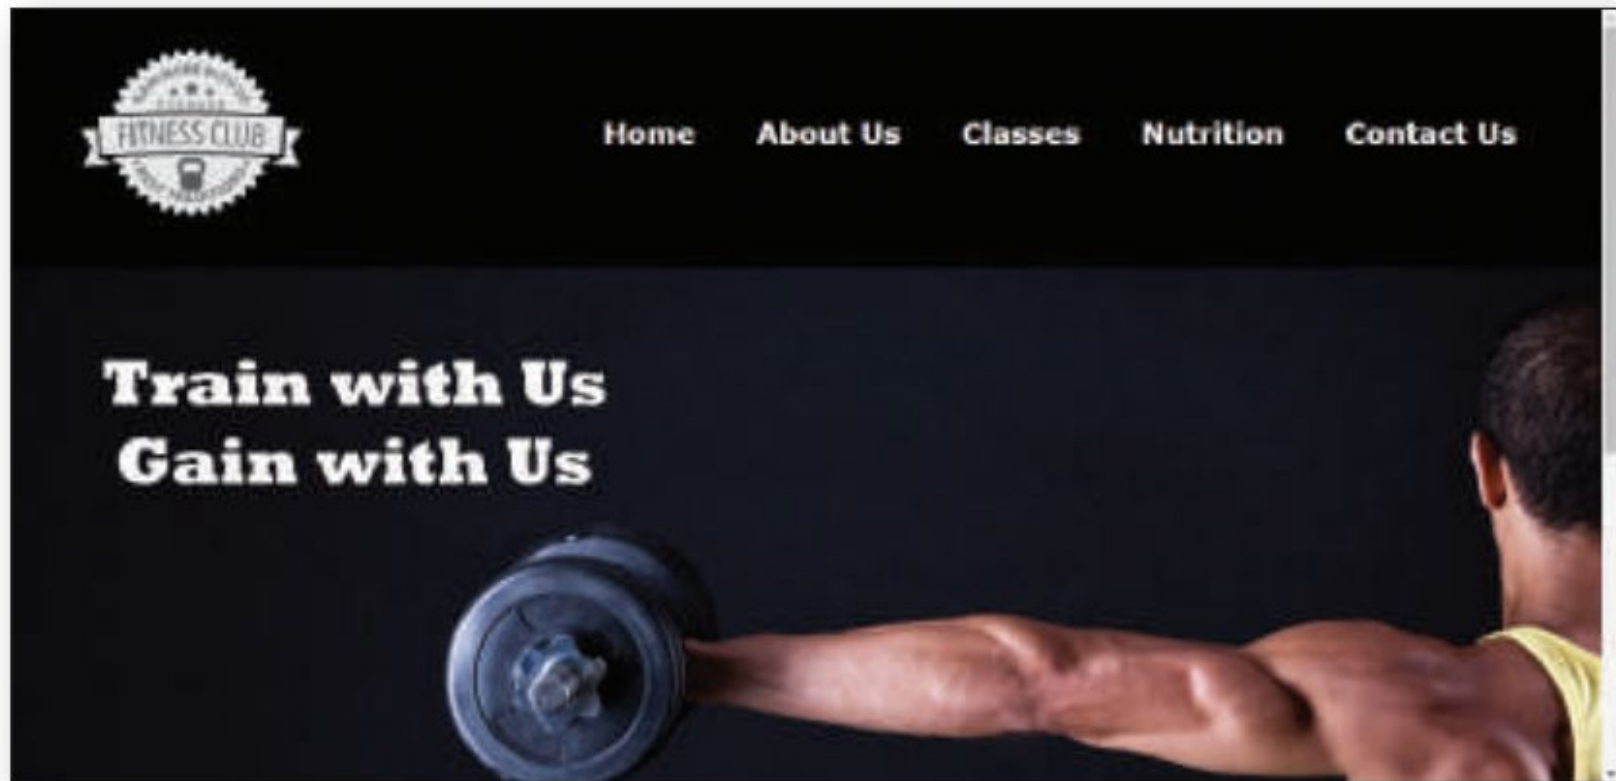 FITNESS CLUB
Home About Us Classes Nutrition Contact Us
Train with Us
Gain with Us